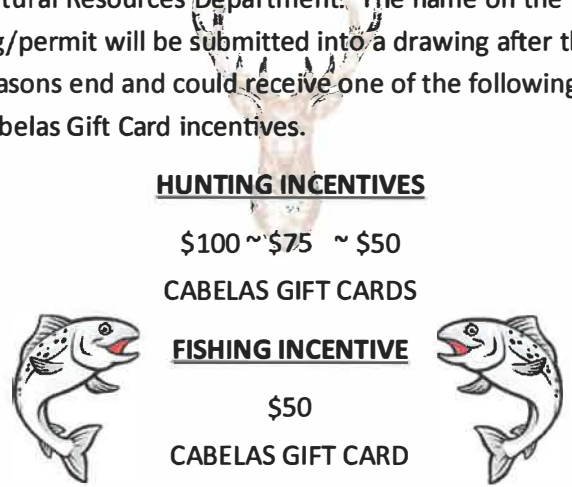 tural Resources Department. The name on the
g/permit will be submitted into a drawing after th
asons end and could receive one of the following
belas Gift Card incentives.
HUNTING INCENTIVES
$100 ~ $75 ~ $50
CABELAS GIFT CARDS
FISHING INCENTIVE
$50
CABELAS GIFT CARD